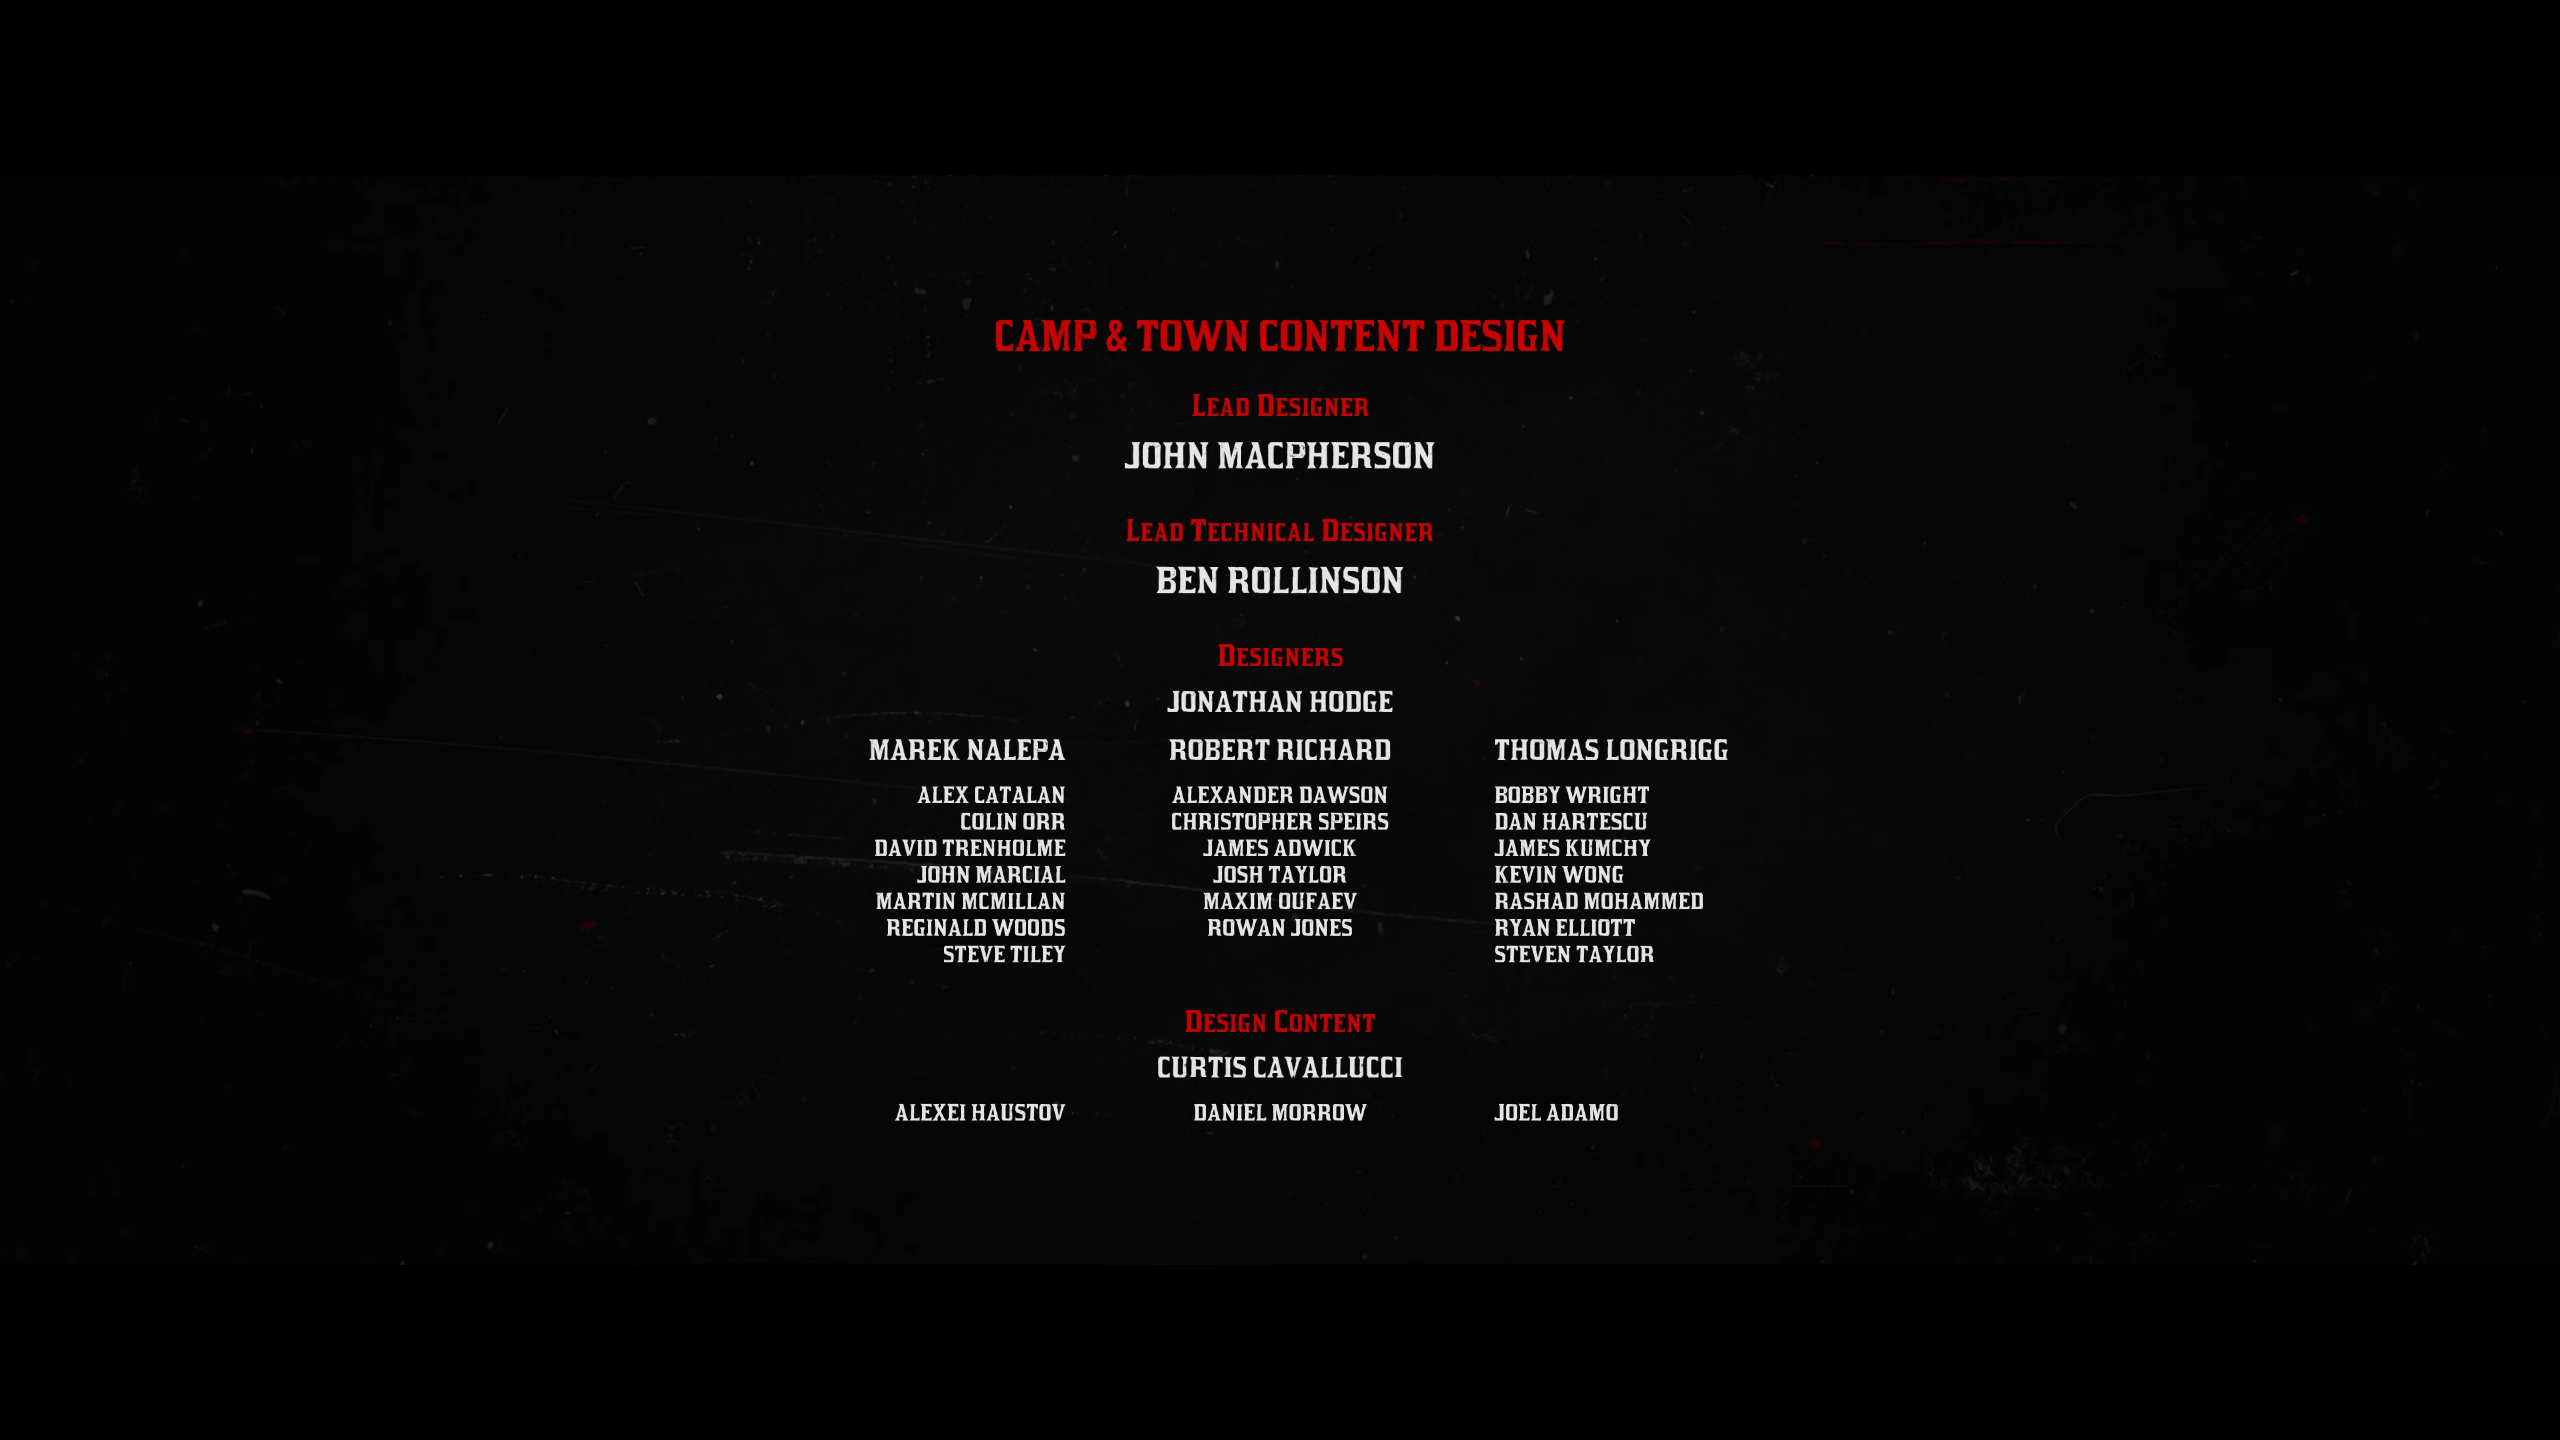 CAMP & TOWN CONTENT DESIGN
LEAD DESIGNER
JOHN MACPHERSON
LEAD TECHNICAL DESIGNER
BEN ROLLINSON
DESIGNERS
JONATHAN HODGE
MAREK NALEPA ROBERT RICHARD THOMAS LONGRIGG
ALEX CATALAN ALEXANDER DAWSON BOBBY WRIGHT
COLIN ORR CHRISTOPHER SPEIRS DAN HARTESCU
DAVID TRENHOLME JAMES ADWICK JAMES KUMCHY
JOHN MARCIAL JOSH TAYLOR KEVIN WONG
MARTIN MCMILLAN MAXIM OUFAEV RASHAD MOHAMMED
REGINALD WOODS ROWAN JONES RYAN ELLIOTT
STEVE TILEY STEVEN TAYLOR
DESIGN CONTENT
CURTIS CAVALLUCCI
ALEXEI HAUSTOV DANIEL MORROW JOEL ADAMO